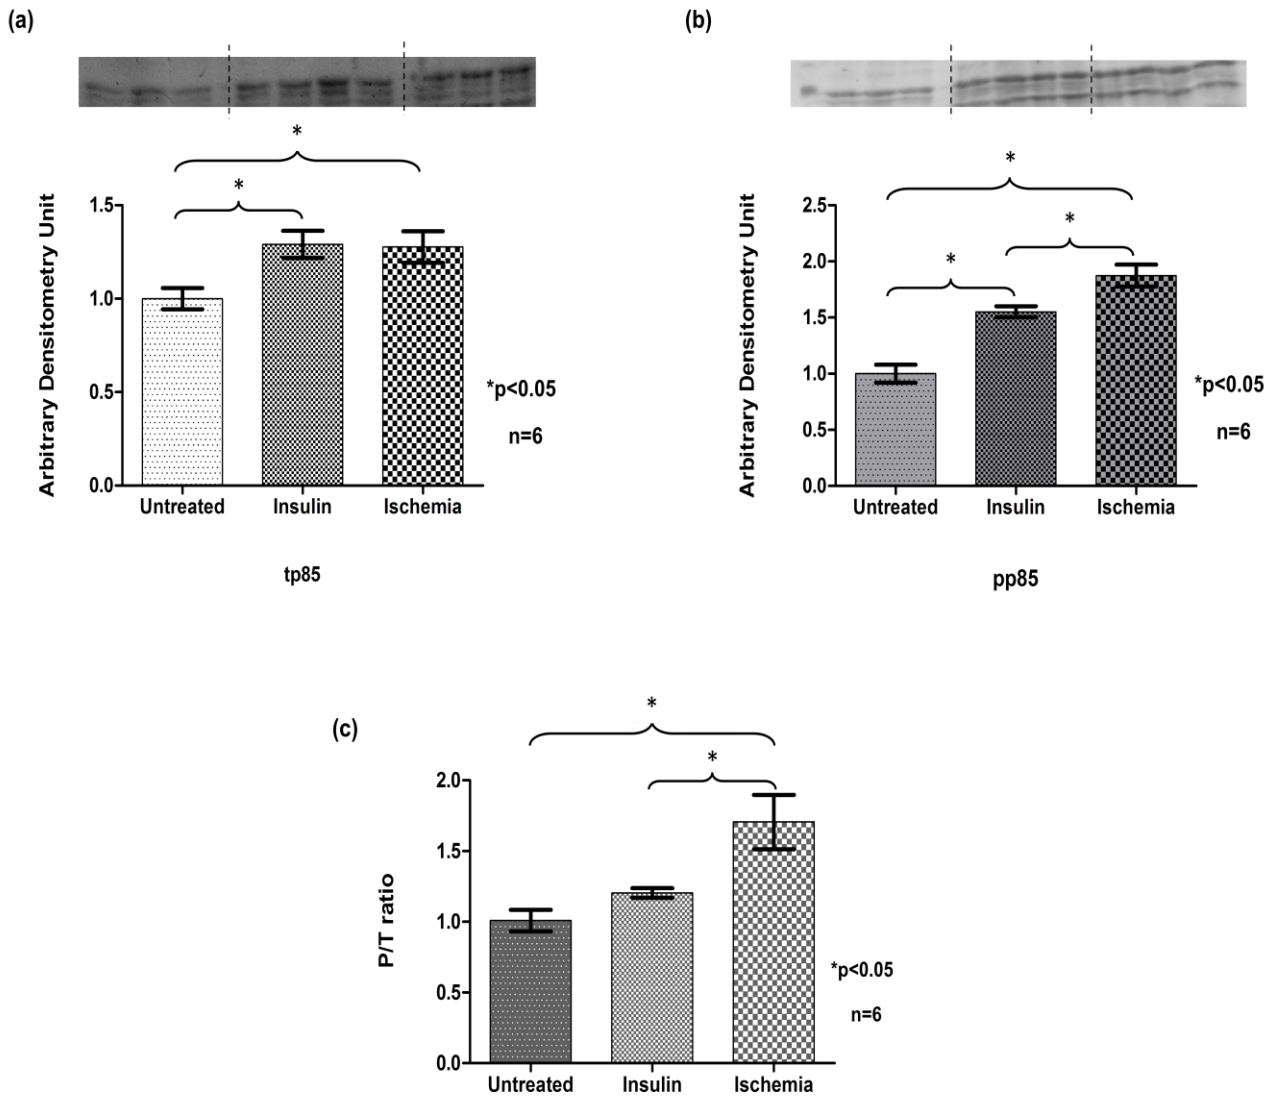 (a)
*
*
Arbitrary Densitometry Unit
1.5
1.0
0.5
0.0
Untreated Insulin Ischemia
*p<0.05
n=6
tp85
(b)
*
*
*
Arbitrary Densitometry Unit
2.5
2.0
1.5
1.0
0.5
0.0
Untreated Insulin Ischemia
*p<0.05
n=6
pp85
(c)
*
*
P/T ratio
2.0
1.5
1.0
0.5
0.0
Untreated Insulin Ischemia
*p<0.05
n=6